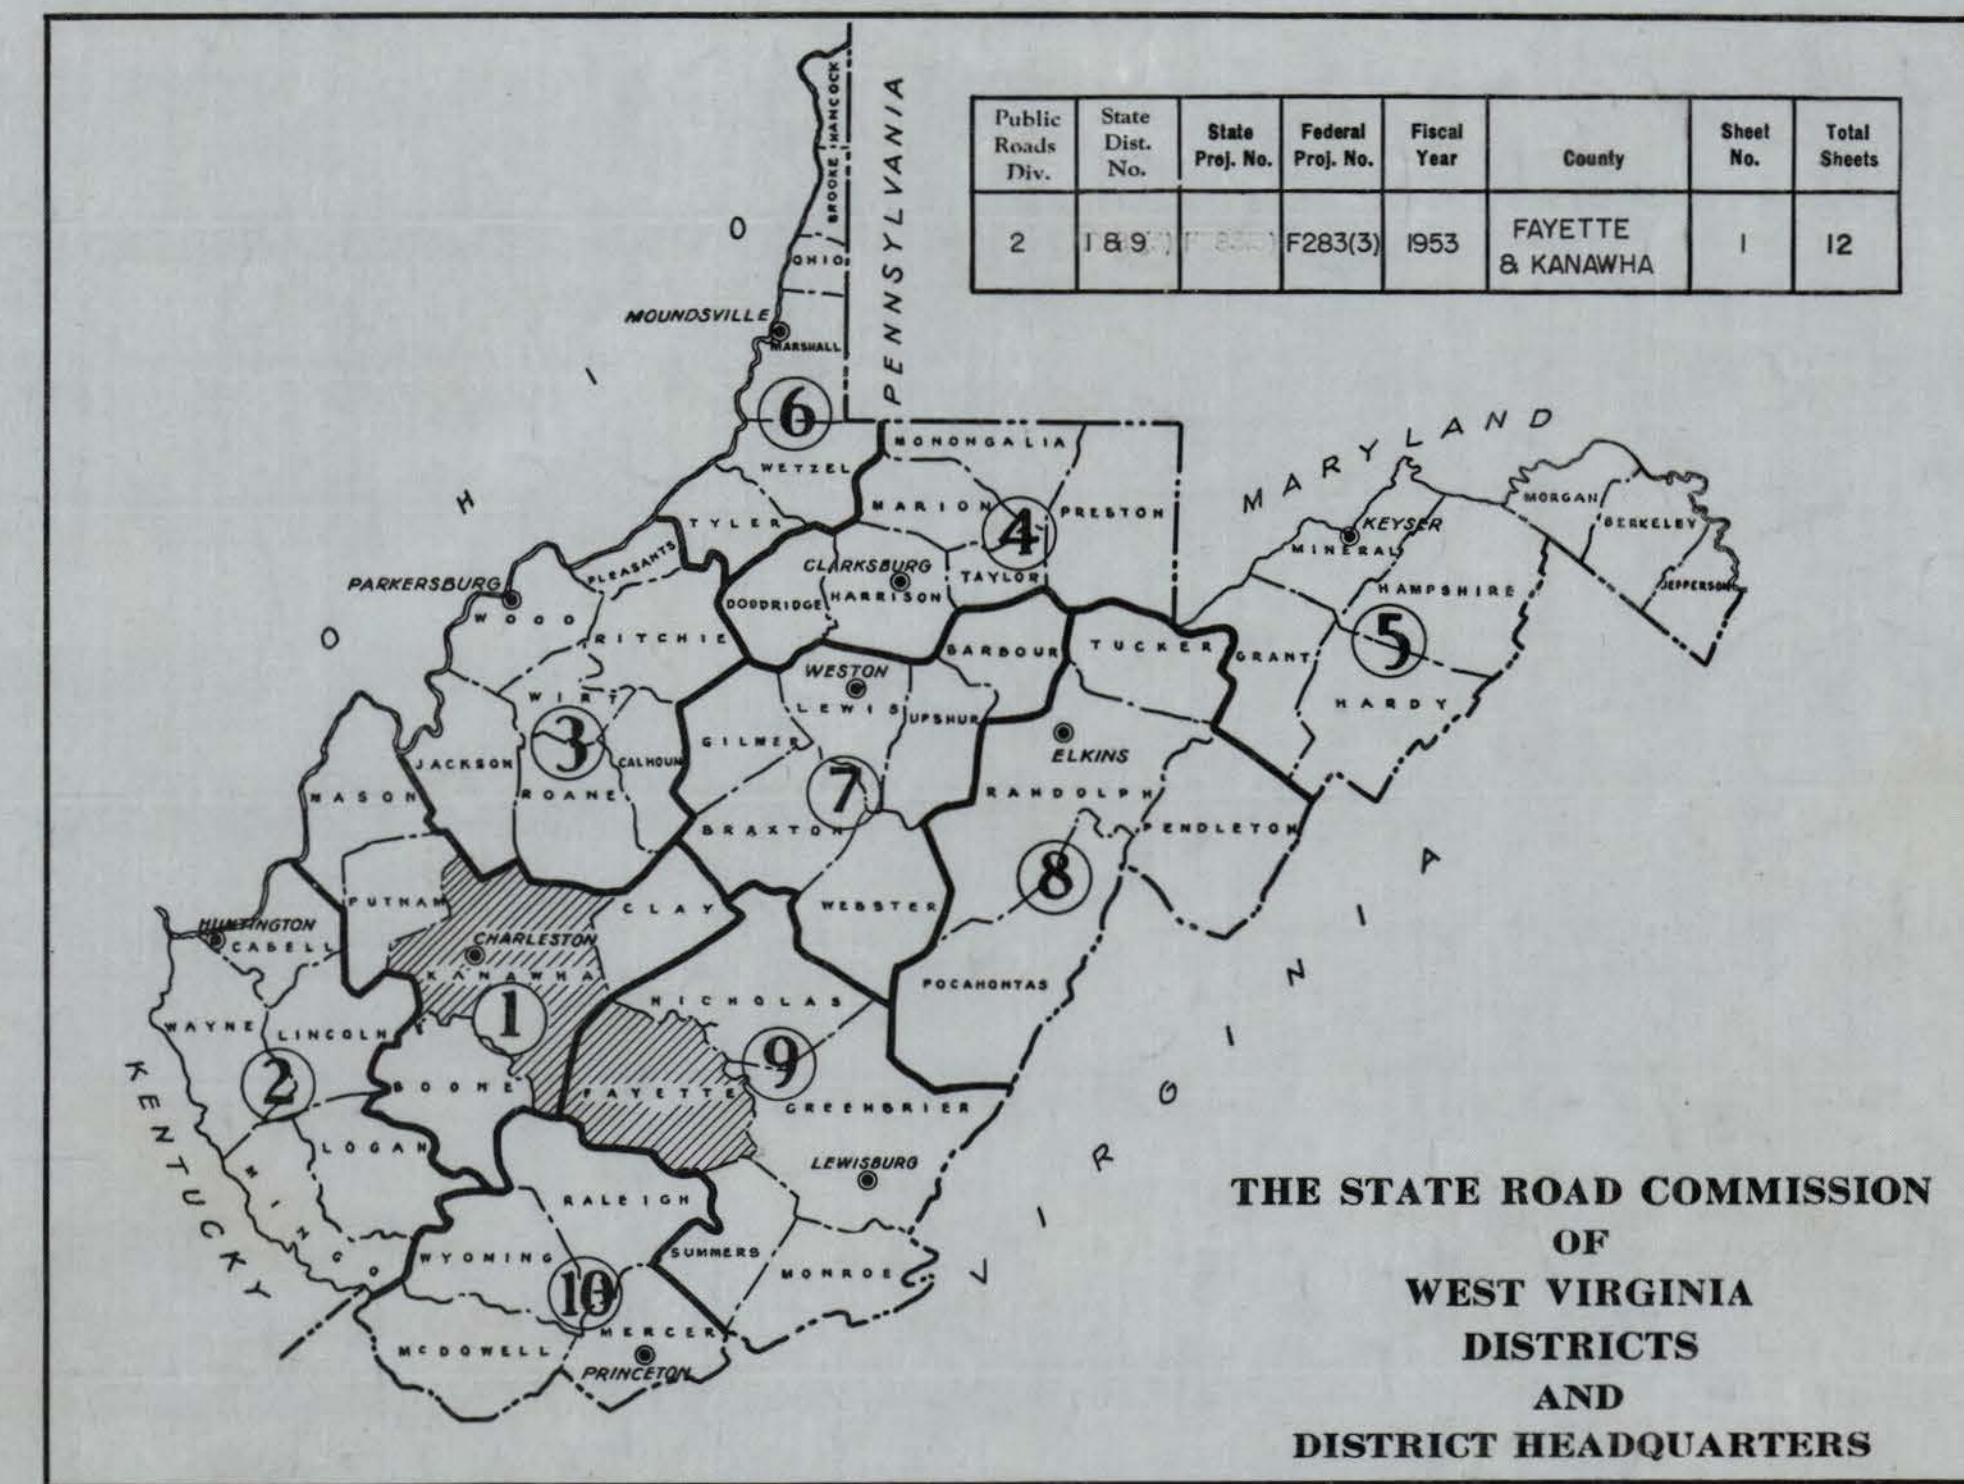 Public Roads Div.
State Dist. No.
State Proj. No.
Federal Proj. No.
Fiscal Year
County
Sheet No.
Total Sheets
2
1 & 9
F283(3)
1953
FAYETTE & KANAWHA
1
12
PENNSYLVANIA
OHIO
MARYLAND
VIRGINIA
KENTUCKY
HANCOCK
BROOKE
OHIO
MOUNDSVILLE
MARSHALL
6
WETZEL
TYLER
MONONGALIA
MARION
4
PRESTON
CLARKSBURG
HARRISON
TAYLOR
DODDRIDGE
PLEASANTS
PARKERSBURG
WOOD
RITCHIE
WIRT
3
JACKSON
ROANE
CALHOUN
MASON
BARBOUR
TUCKER
GRANT
MINERAL
KEYSER
HAMPSHIRE
5
HARDY
MORGAN
BERKELEY
JEFFERSON
WESTON
LEWIS
UPSHUR
GILMER
7
BRAXTON
WEBSTER
ELKINS
RANDOLPH
PENDLETON
8
POCAHONTAS
PUTNAM
CLAY
CHARLESTON
KANAWHA
1
BOONE
HUNTINGTON
CABELL
WAYNE
LINCOLN
2
LOGAN
MINGO
NICHOLAS
9
FAYETTE
GREENBRIER
LEWISBURG
SUMMERS
MONROE
RALEIGH
WYOMING
10
MERCER
McDOWELL
PRINCETON
THE STATE ROAD COMMISSION
OF
WEST VIRGINIA
DISTRICTS
AND
DISTRICT HEADQUARTERS